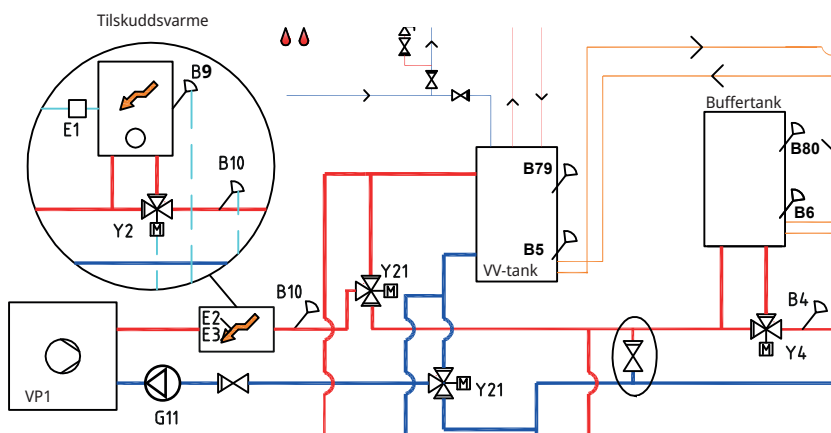 Tilskuddsvarme
B9
E1
B10
Y2
M
Buffertank
B80
B6
B79
B5
VV-tank
Y21
M
B10
E2
E3
B4
M
Y4
VP1
G11
M
Y21